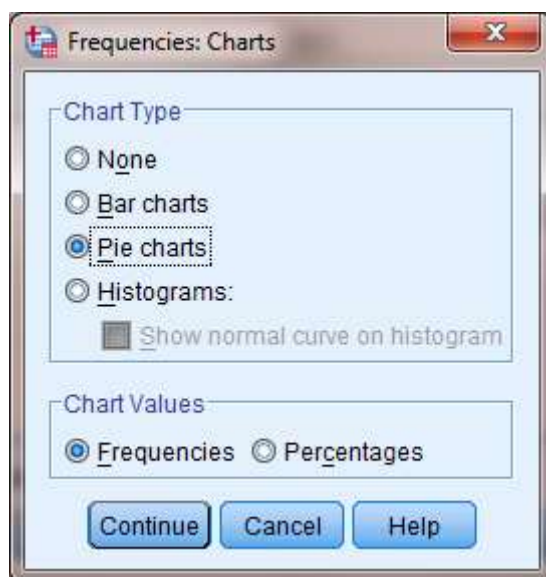 Frequencies: Charts
Chart Type
None
Bar charts
Pie charts
Histograms:
Show normal curve on histogram
Chart Values
Frequencies Percentages
Continue Cancel Help